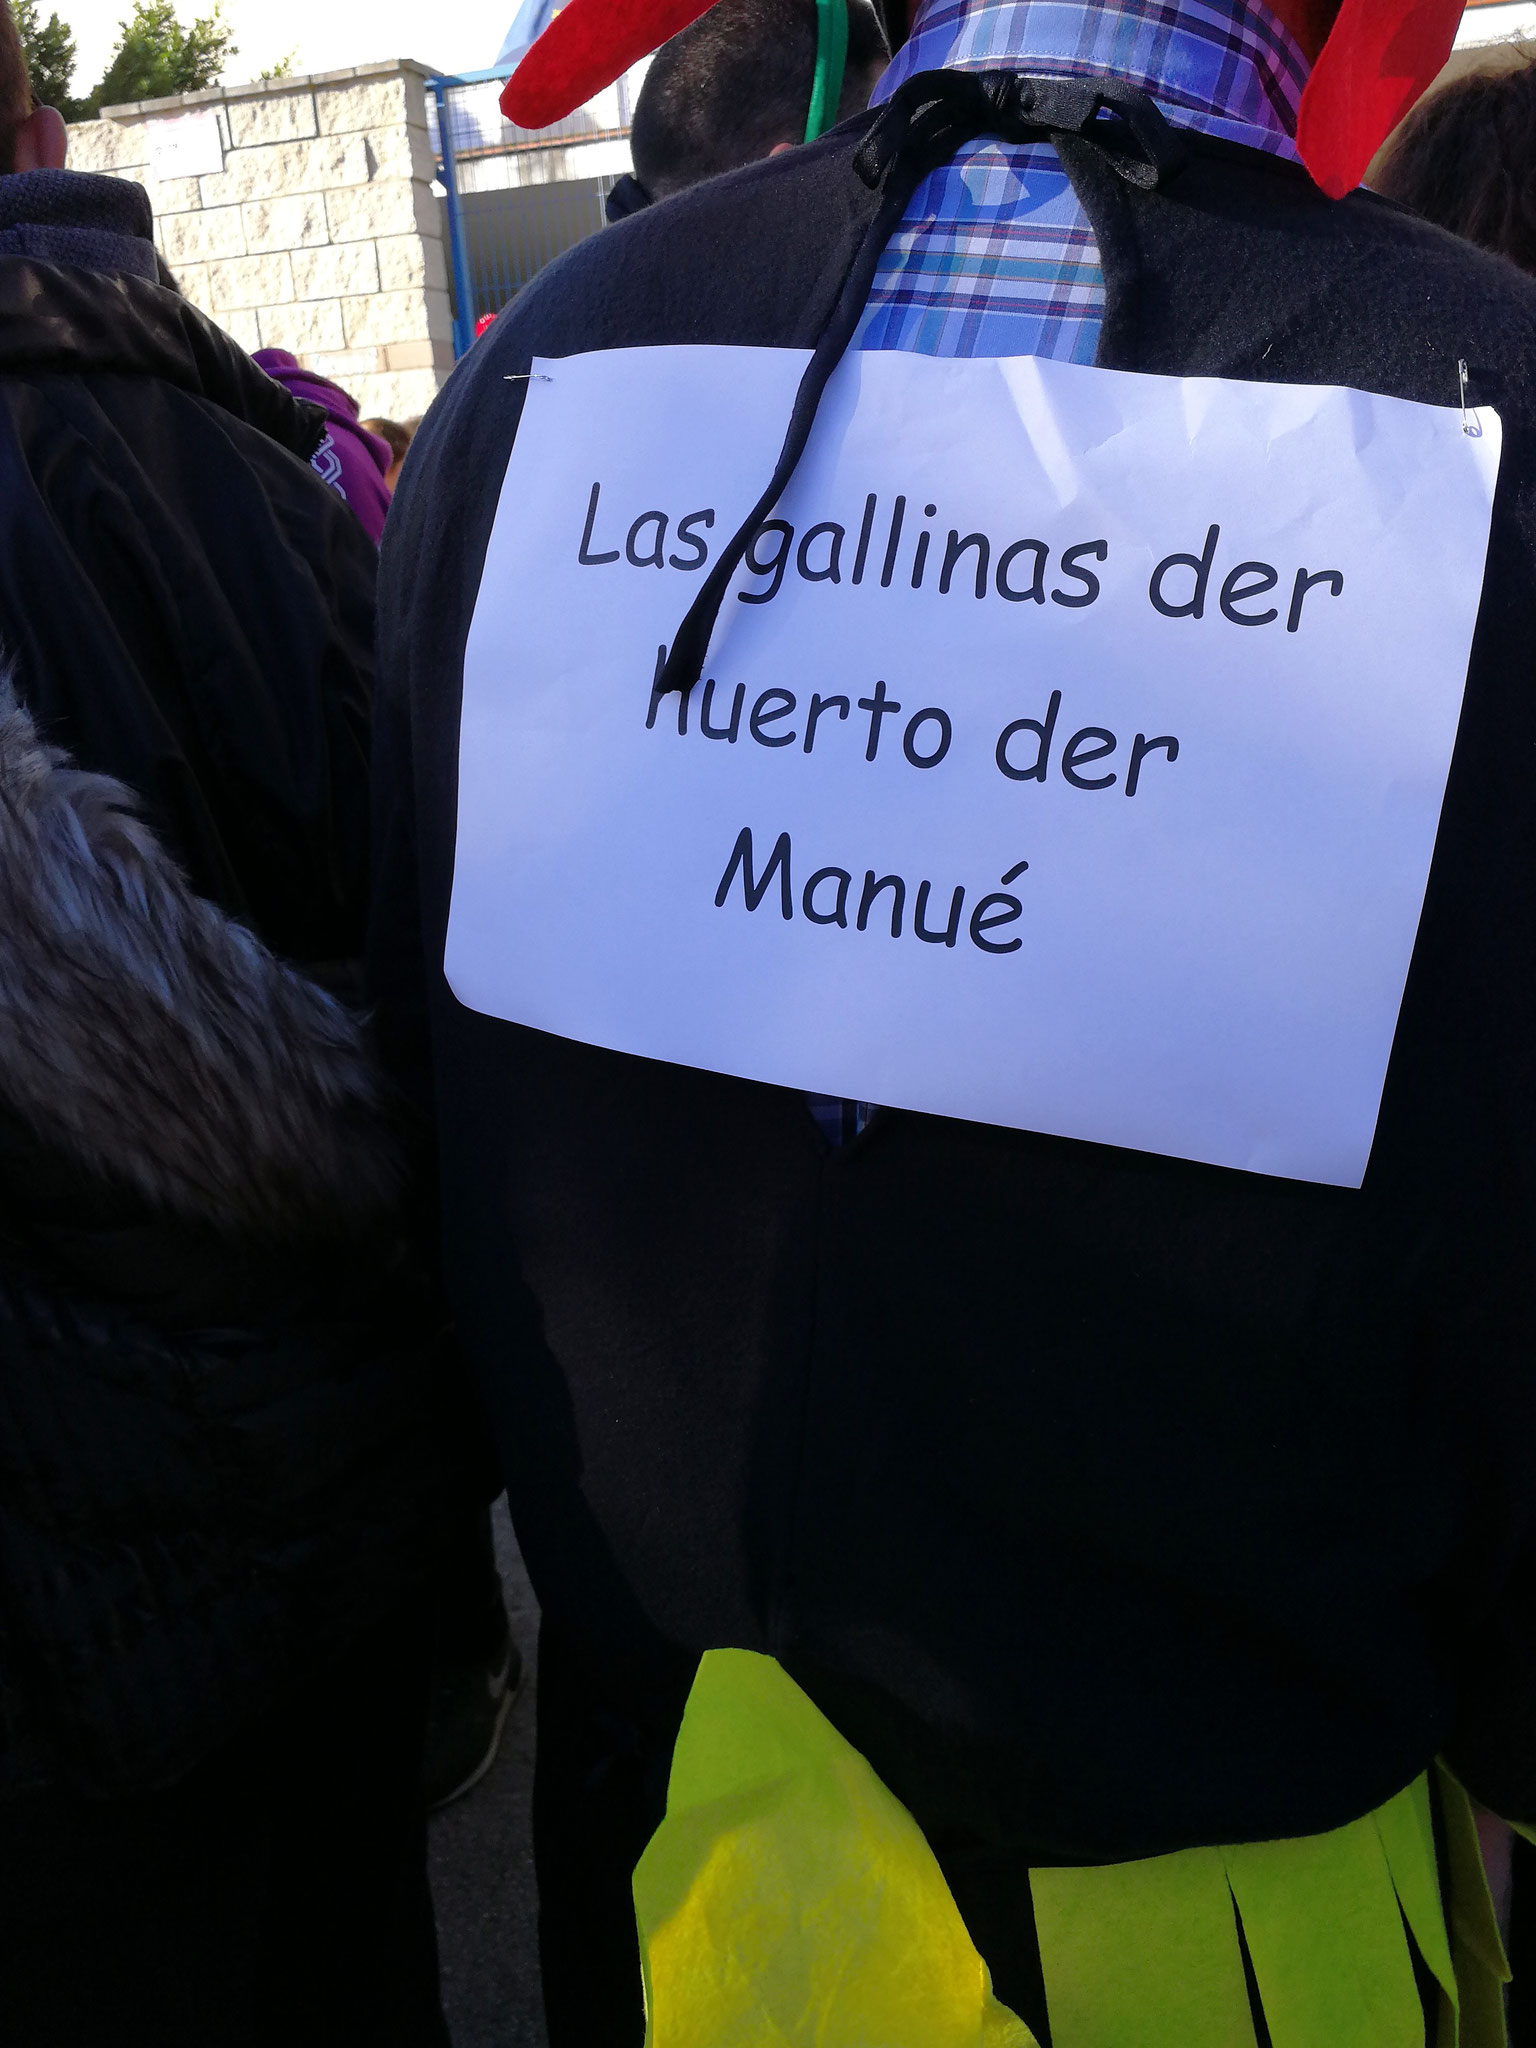 Las gallinas der
huerto der
Manué